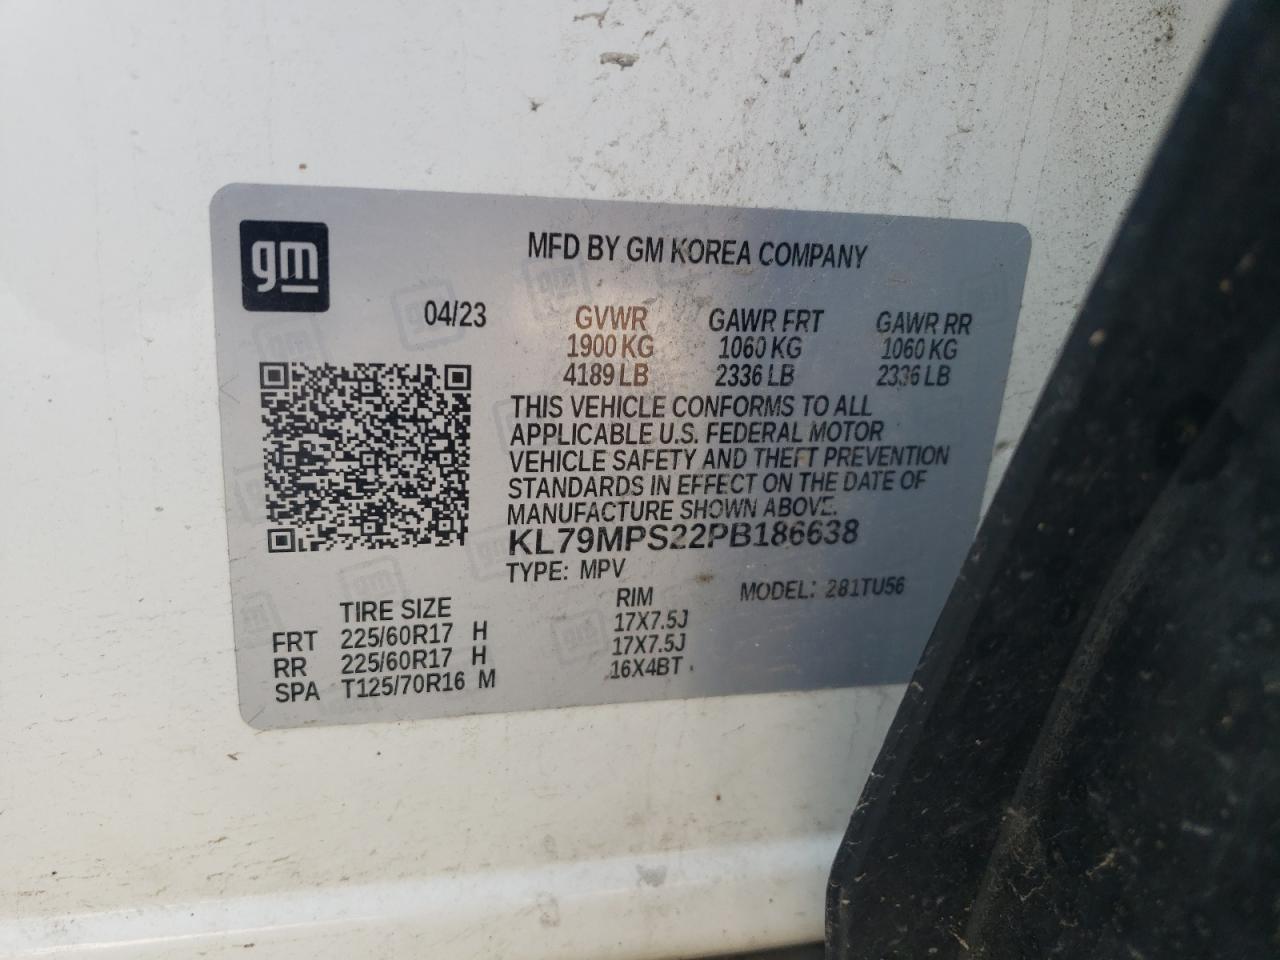 gm
MFD BY GM KOREA COMPANY
04/23 GVWR GAWR FRT GAWR RR
1900 KG 1060 KG 1060 KG
4189 LB 2336 LB 2336 LB
THIS VEHICLE CONFORMS TO ALL
APPLICABLE U.S. FEDERAL MOTOR
VEHICLE SAFETY AND THEFT PREVENTION
STANDARDS IN EFFECT ON THE DATE OF
MANUFACTURE SHOWN ABOVE.
KL79MPS22PB186638
TYPE: MPV MODEL: 281TU56
TIRE SIZE RIM
FRT 225/60R17 H 17X7.5J
RR 225/60R17 H 17X7.5J
SPA T125/70R16 M 16X4BT